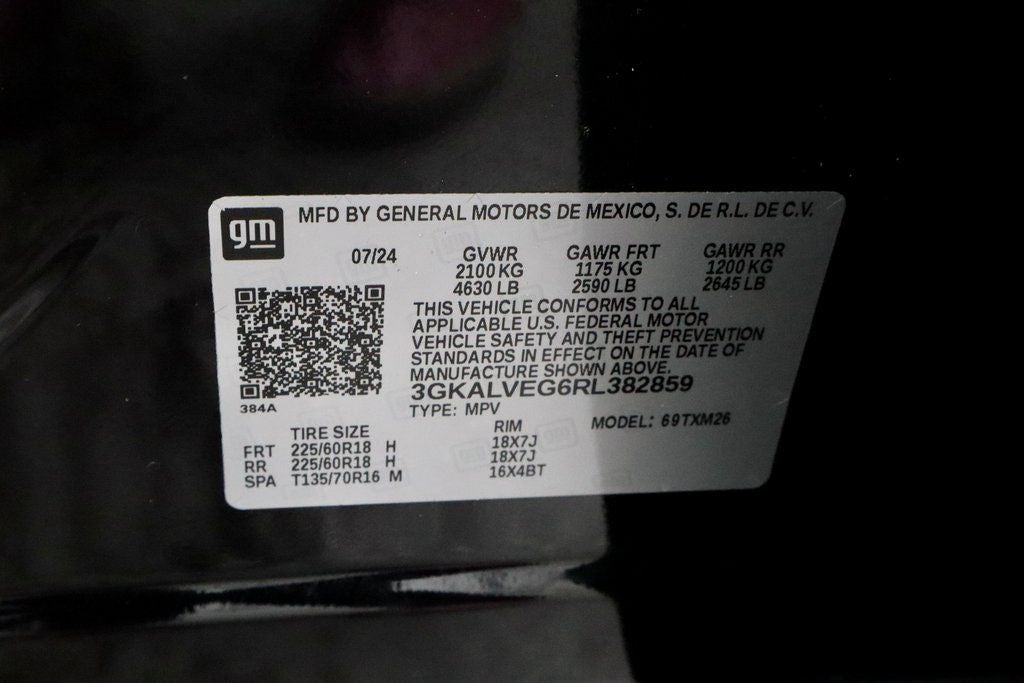 gm
MFD BY GENERAL MOTORS DE MEXICO, S. DE R.L. DE C.V.
07/24 GVWR GAWR FRT GAWR RR
2100 KG 1175 KG 1200 KG
4630 LB 2590 LB 2645 LB
THIS VEHICLE CONFORMS TO ALL
APPLICABLE U.S. FEDERAL MOTOR
VEHICLE SAFETY AND THEFT PREVENTION
STANDARDS IN EFFECT ON THE DATE OF
MANUFACTURE SHOWN ABOVE.
3GKALVEG6RL382859
384A
TYPE: MPV
MODEL: 69TXM26
TIRE SIZE RIM
FRT 225/60R18 H 18X7J
RR 225/60R18 H 18X7J
SPA T135/70R16 M 16X4BT